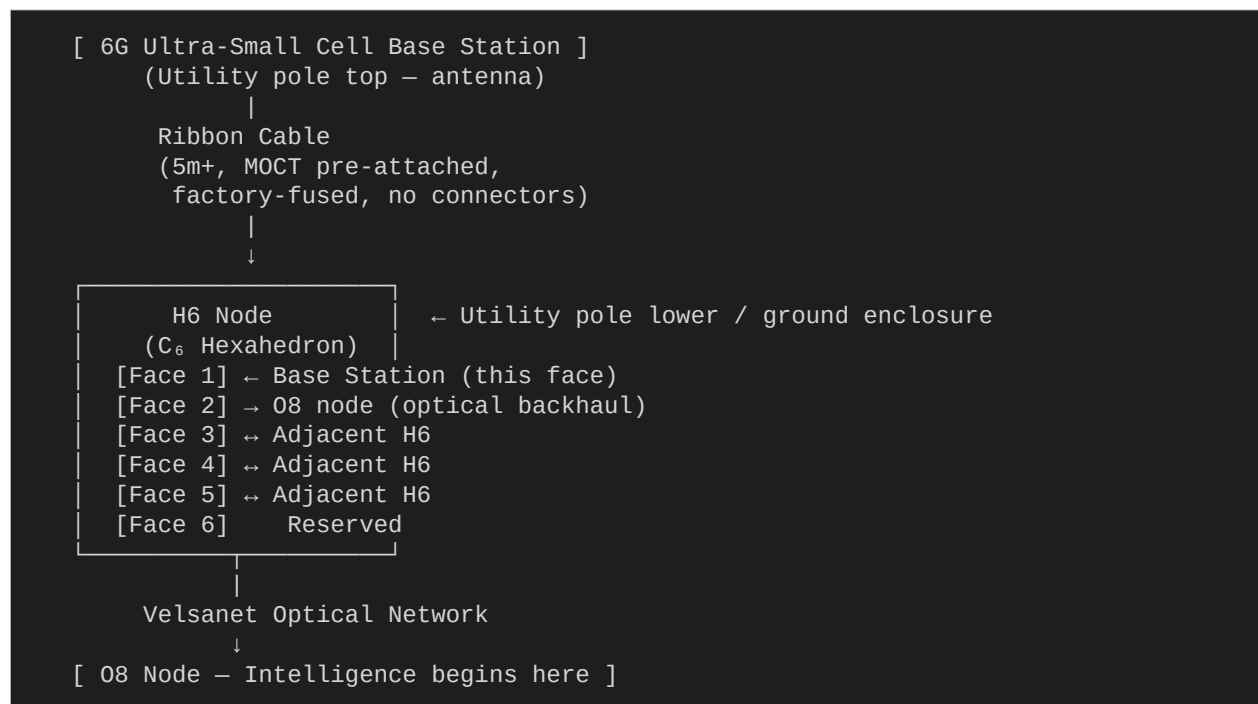 [ 6G Ultra-Small Cell Base Station ]
(Utility pole top — antenna)
|
Ribbon Cable
(5m+, MOCT pre-attached,
factory-fused, no connectors)
|
↓
H6 Node ← Utility pole lower / ground enclosure
(C₆ Hexahedron)
[Face 1] ← Base Station (this face)
[Face 2] → O8 node (optical backhaul)
[Face 3] ↔ Adjacent H6
[Face 4] ↔ Adjacent H6
[Face 5] ↔ Adjacent H6
[Face 6] Reserved
|
Velsanet Optical Network
↓
[ O8 Node — Intelligence begins here ]